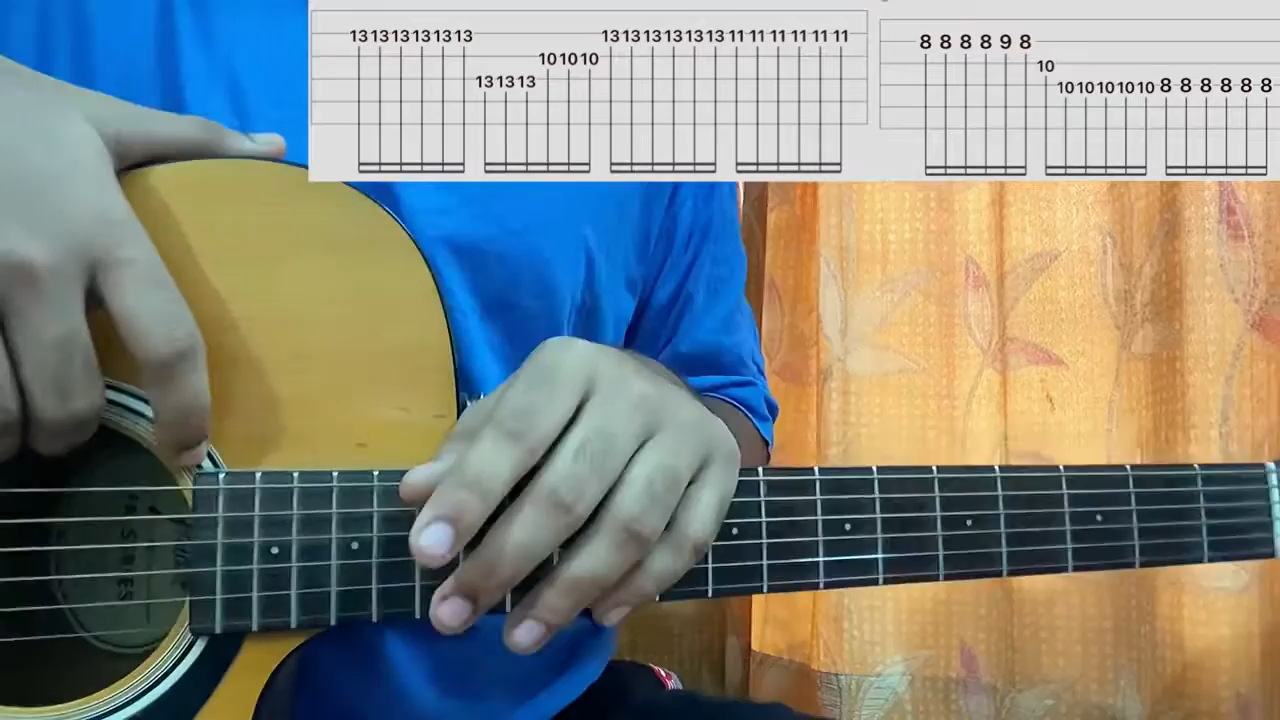 13 13 13 13 13 13 13 13 13 13 13 13 11 11 11 11 11 11
10 10 10
13 13 13
8 8 8 8 9 8
10
10 10 10 10 10 8 8 8 8 8 8